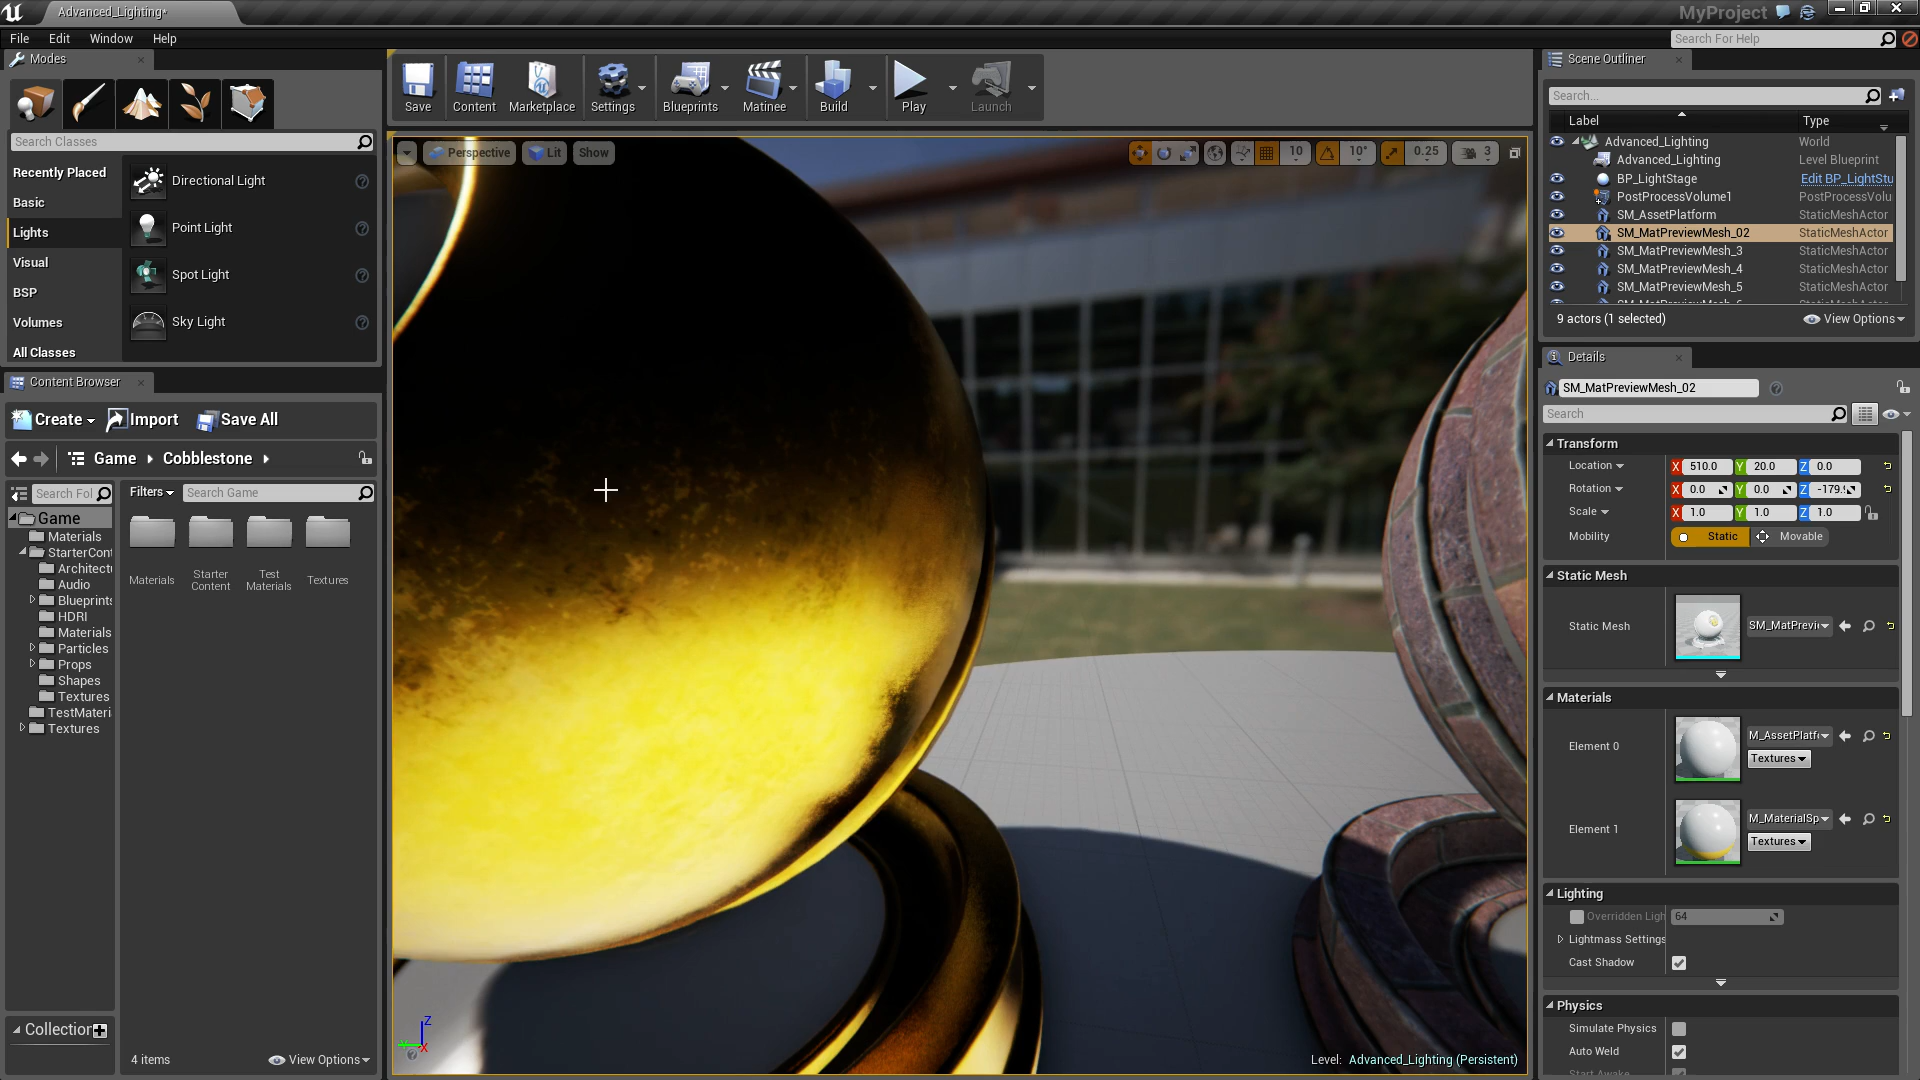 Advanced_Lighting*
MyProject
File Edit Window Help
Search For Help
Modes
Search Classes
Recently Placed
Basic
Lights
Visual
BSP
Volumes
All Classes
Directional Light
Point Light
Spot Light
Sky Light
Content Browser
Create Import Save All
Game Cobblestone
Search Fol
Filters Search Game
Game
Materials
StarterCont
Architectu
Audio
Blueprints
HDRI
Materials
Particles
Props
Shapes
Textures
TestMateri
Textures
Materials
Starter Content
Test Materials
Textures
Collection
4 items
View Options
Save Content Marketplace Settings Blueprints Matinee Build Play Launch
Perspective Lit Show
10 10° 0.25 3
Z
Y X
Level: Advanced_Lighting (Persistent)
Scene Outliner
Search...
Label Type
Advanced_Lighting World
Advanced_Lighting Level Blueprint
BP_LightStage Edit BP_LightStu
PostProcessVolume1 PostProcessVolu
SM_AssetPlatform StaticMeshActor
SM_MatPreviewMesh_02 StaticMeshActor
SM_MatPreviewMesh_3 StaticMeshActor
SM_MatPreviewMesh_4 StaticMeshActor
SM_MatPreviewMesh_5 StaticMeshActor
9 actors (1 selected)
View Options
Details
SM_MatPreviewMesh_02
Search
Transform
Location X 510.0 Y 20.0 Z 0.0
Rotation X 0.0 Y 0.0 Z -179.9
Scale X 1.0 Y 1.0 Z 1.0
Mobility Static Movable
Static Mesh
Static Mesh SM_MatPrevie
Materials
Element 0 M_AssetPlatfo
Textures
Element 1 M_MaterialSp
Textures
Lighting
Overridden Ligh 64
Lightmass Settings
Cast Shadow
Physics
Simulate Physics
Auto Weld
Start Awake